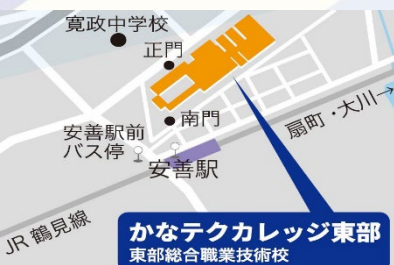 寛政中学校
正門
南門
安善駅前
バス停
安善駅
扇町・大川→
JR 鶴見線
かなテクカレッジ東部
東部総合職業技術校